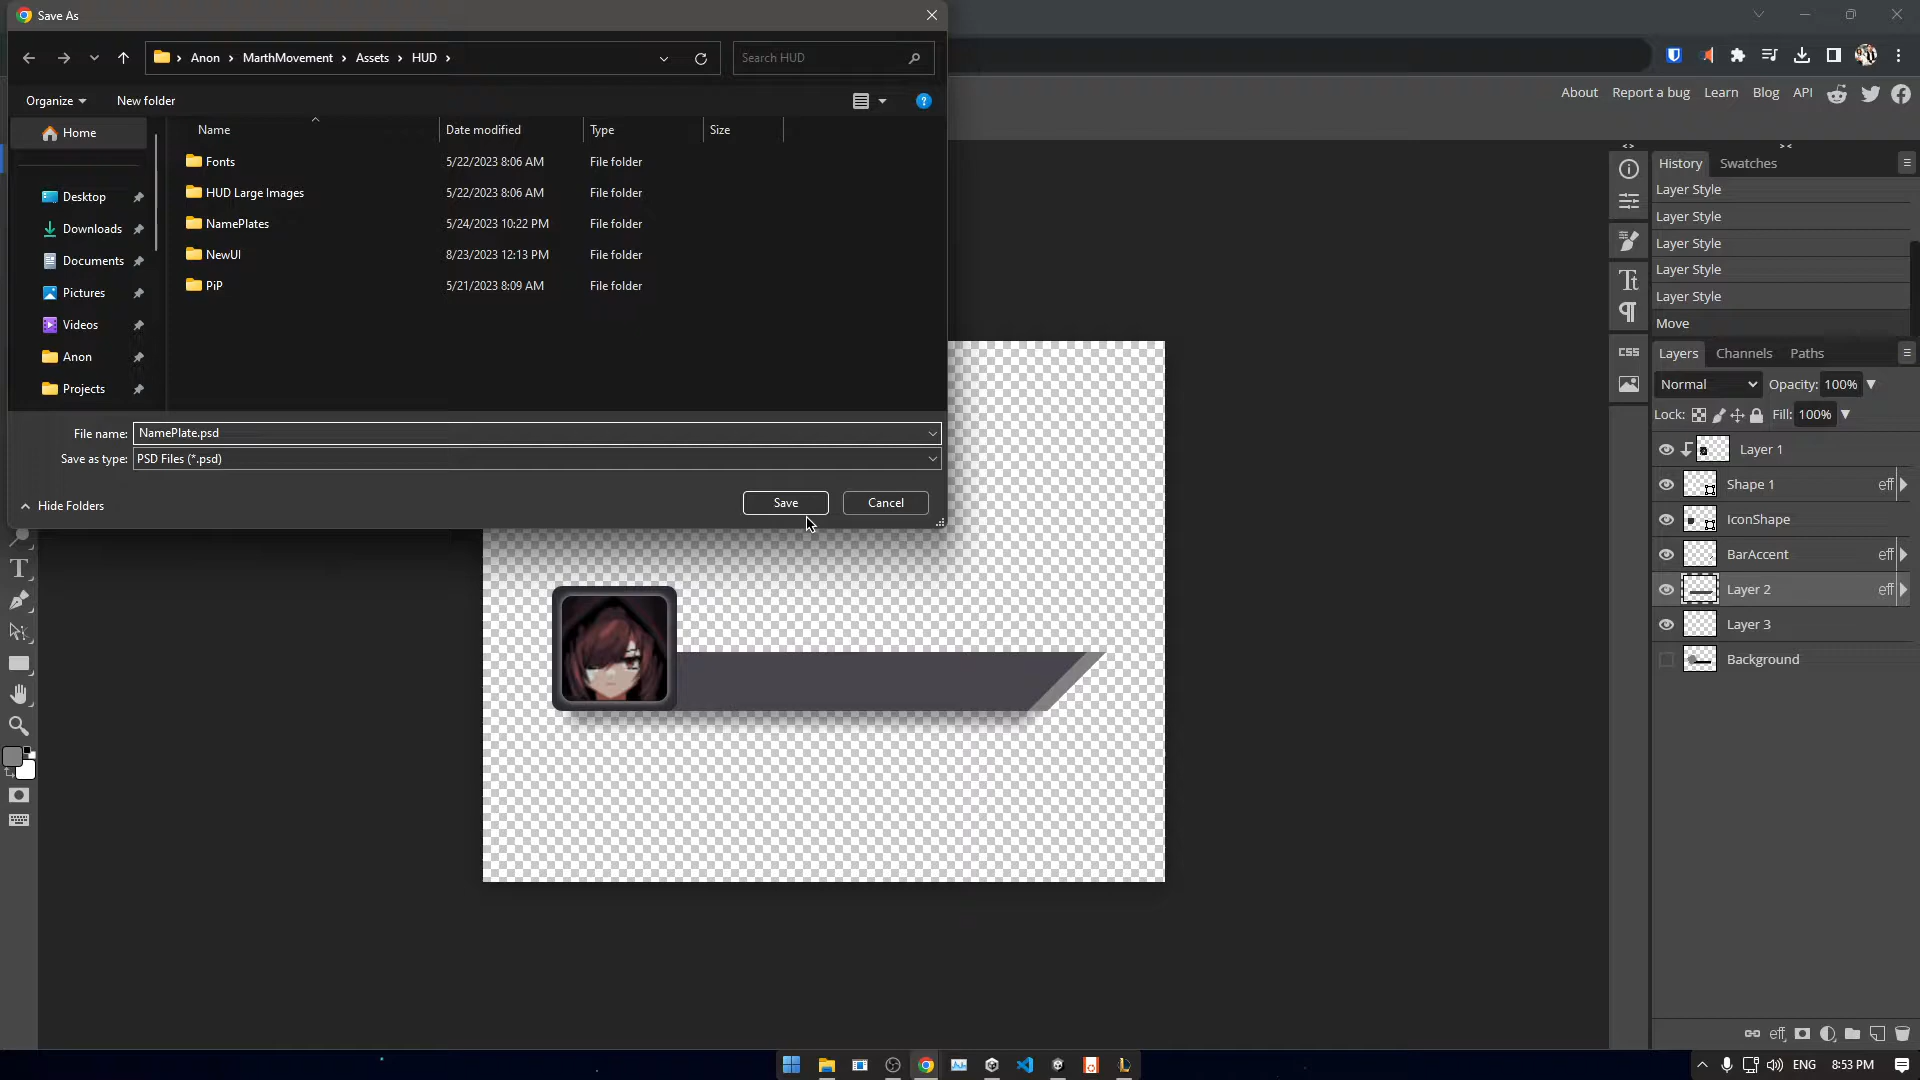 Save As
Anon
MarthMovement
Assets
HUD
Search HUD
Organize
New folder
Name
Date modified
Type
Size
Home
Fonts
5/22/2023 8:06 AM
File folder
Desktop
HUD Large Images
5/22/2023 8:06 AM
File folder
Downloads
NamePlates
5/24/2023 10:22 PM
File folder
Documents
NewUI
8/23/2023 12:13 PM
File folder
Pictures
PiP
5/21/2023 8:09 AM
File folder
Videos
Anon
Projects
File name: NamePlate.psd
Save as type: PSD Files (*.psd)
Hide Folders
Save
Cancel
About
Report a bug
Learn
Blog
API
History
Swatches
Layer Style
Layer Style
Layer Style
Layer Style
Layer Style
Move
CSS
Layers
Channels
Paths
Normal
Opacity: 100%
Lock:
Fill: 100%
Layer 1
Shape 1
eff
IconShape
BarAccent
eff
Layer 2
eff
Layer 3
Background
eff
ENG
8:53 PM